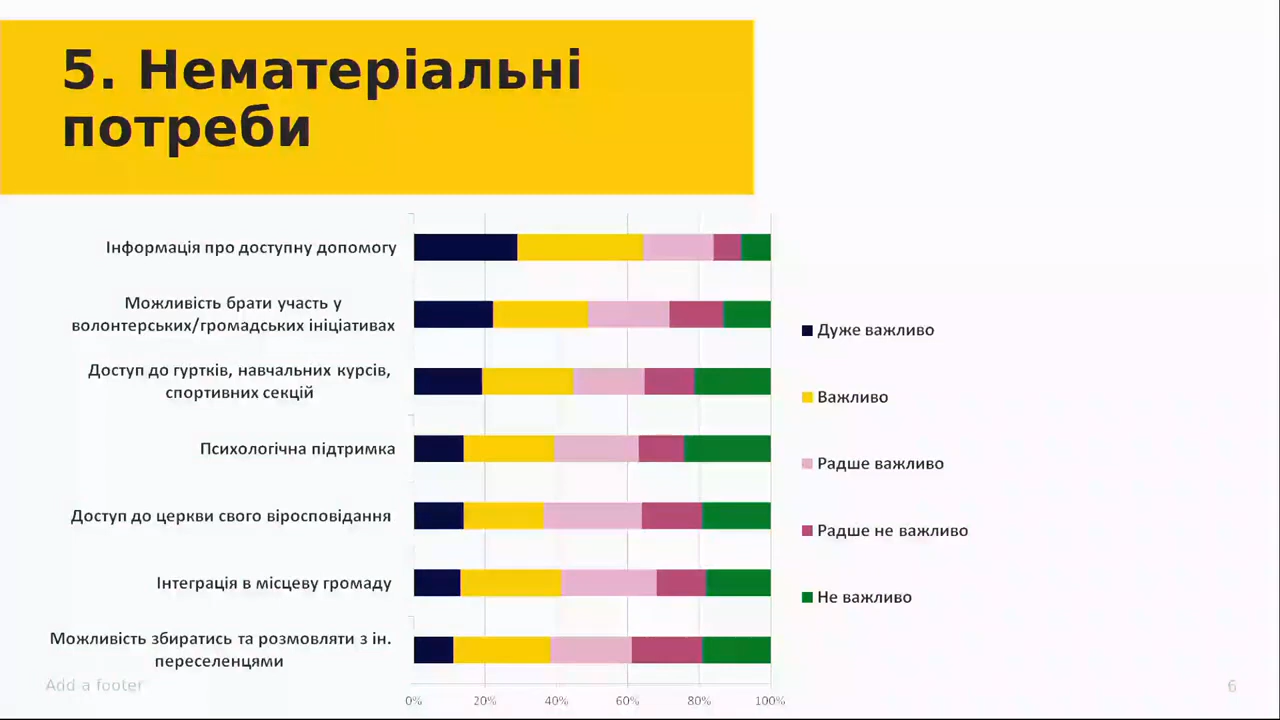 5. Нематеріальні
потреби
Інформація про доступну допомогу
Можливість брати участь у
волонтерських/громадських ініціативах
Доступ до гуртків, навчальних курсів,
спортивних секцій
Психологічна підтримка
Доступ до церкви свого віросповідання
Інтеграція в місцеву громаду
Можливість збиратись та розмовляти з ін.
переселенцями
0% 20% 40% 60% 80% 100%
Дуже важливо
Важливо
Радше важливо
Радше не важливо
Не важливо
Add a footer
6